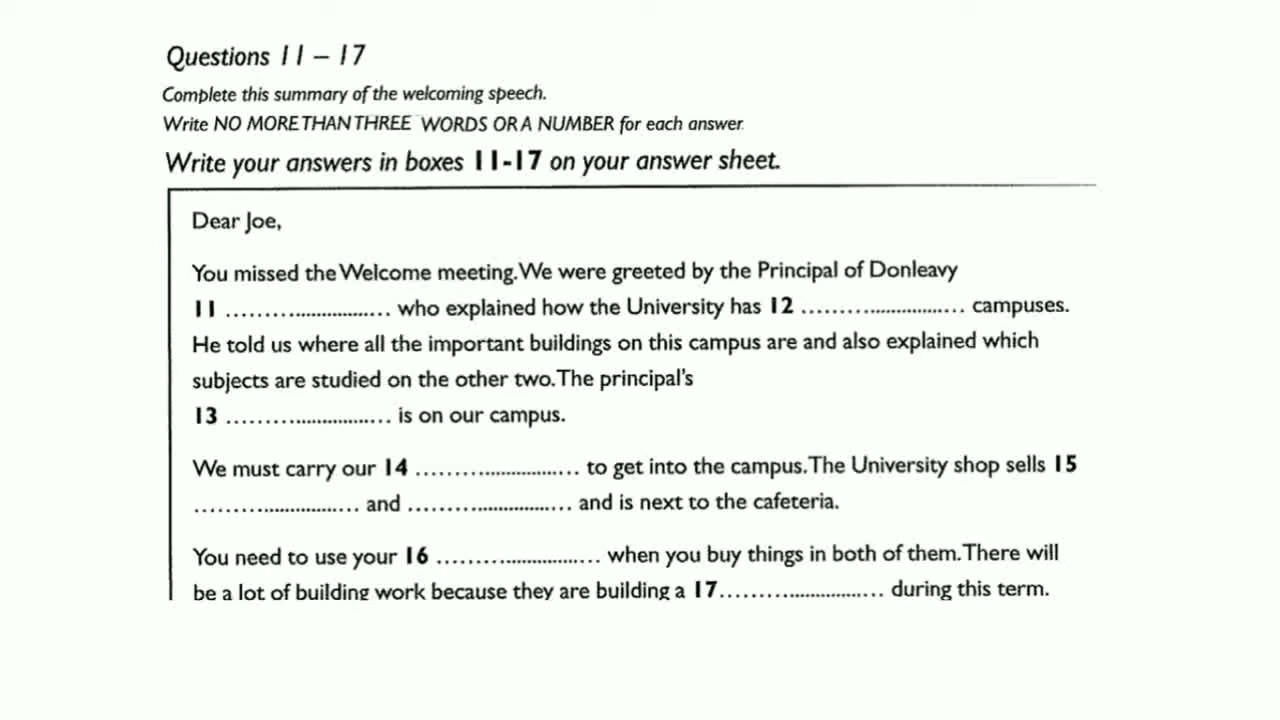 Questions 11 – 17
Complete this summary of the welcoming speech.
Write NO MORE THAN THREE WORDS OR A NUMBER for each answer.
Write your answers in boxes 11-17 on your answer sheet.
Dear Joe,
You missed the Welcome meeting. We were greeted by the Principal of Donleavy
11 .............................. who explained how the University has 12 .............................. campuses.
He told us where all the important buildings on this campus are and also explained which
subjects are studied on the other two. The principal's
13 .............................. is on our campus.
We must carry our 14 .............................. to get into the campus. The University shop sells 15
.............................. and .............................. and is next to the cafeteria.
You need to use your 16 .............................. when you buy things in both of them. There will
be a lot of building work because they are building a 17.............................. during this term.